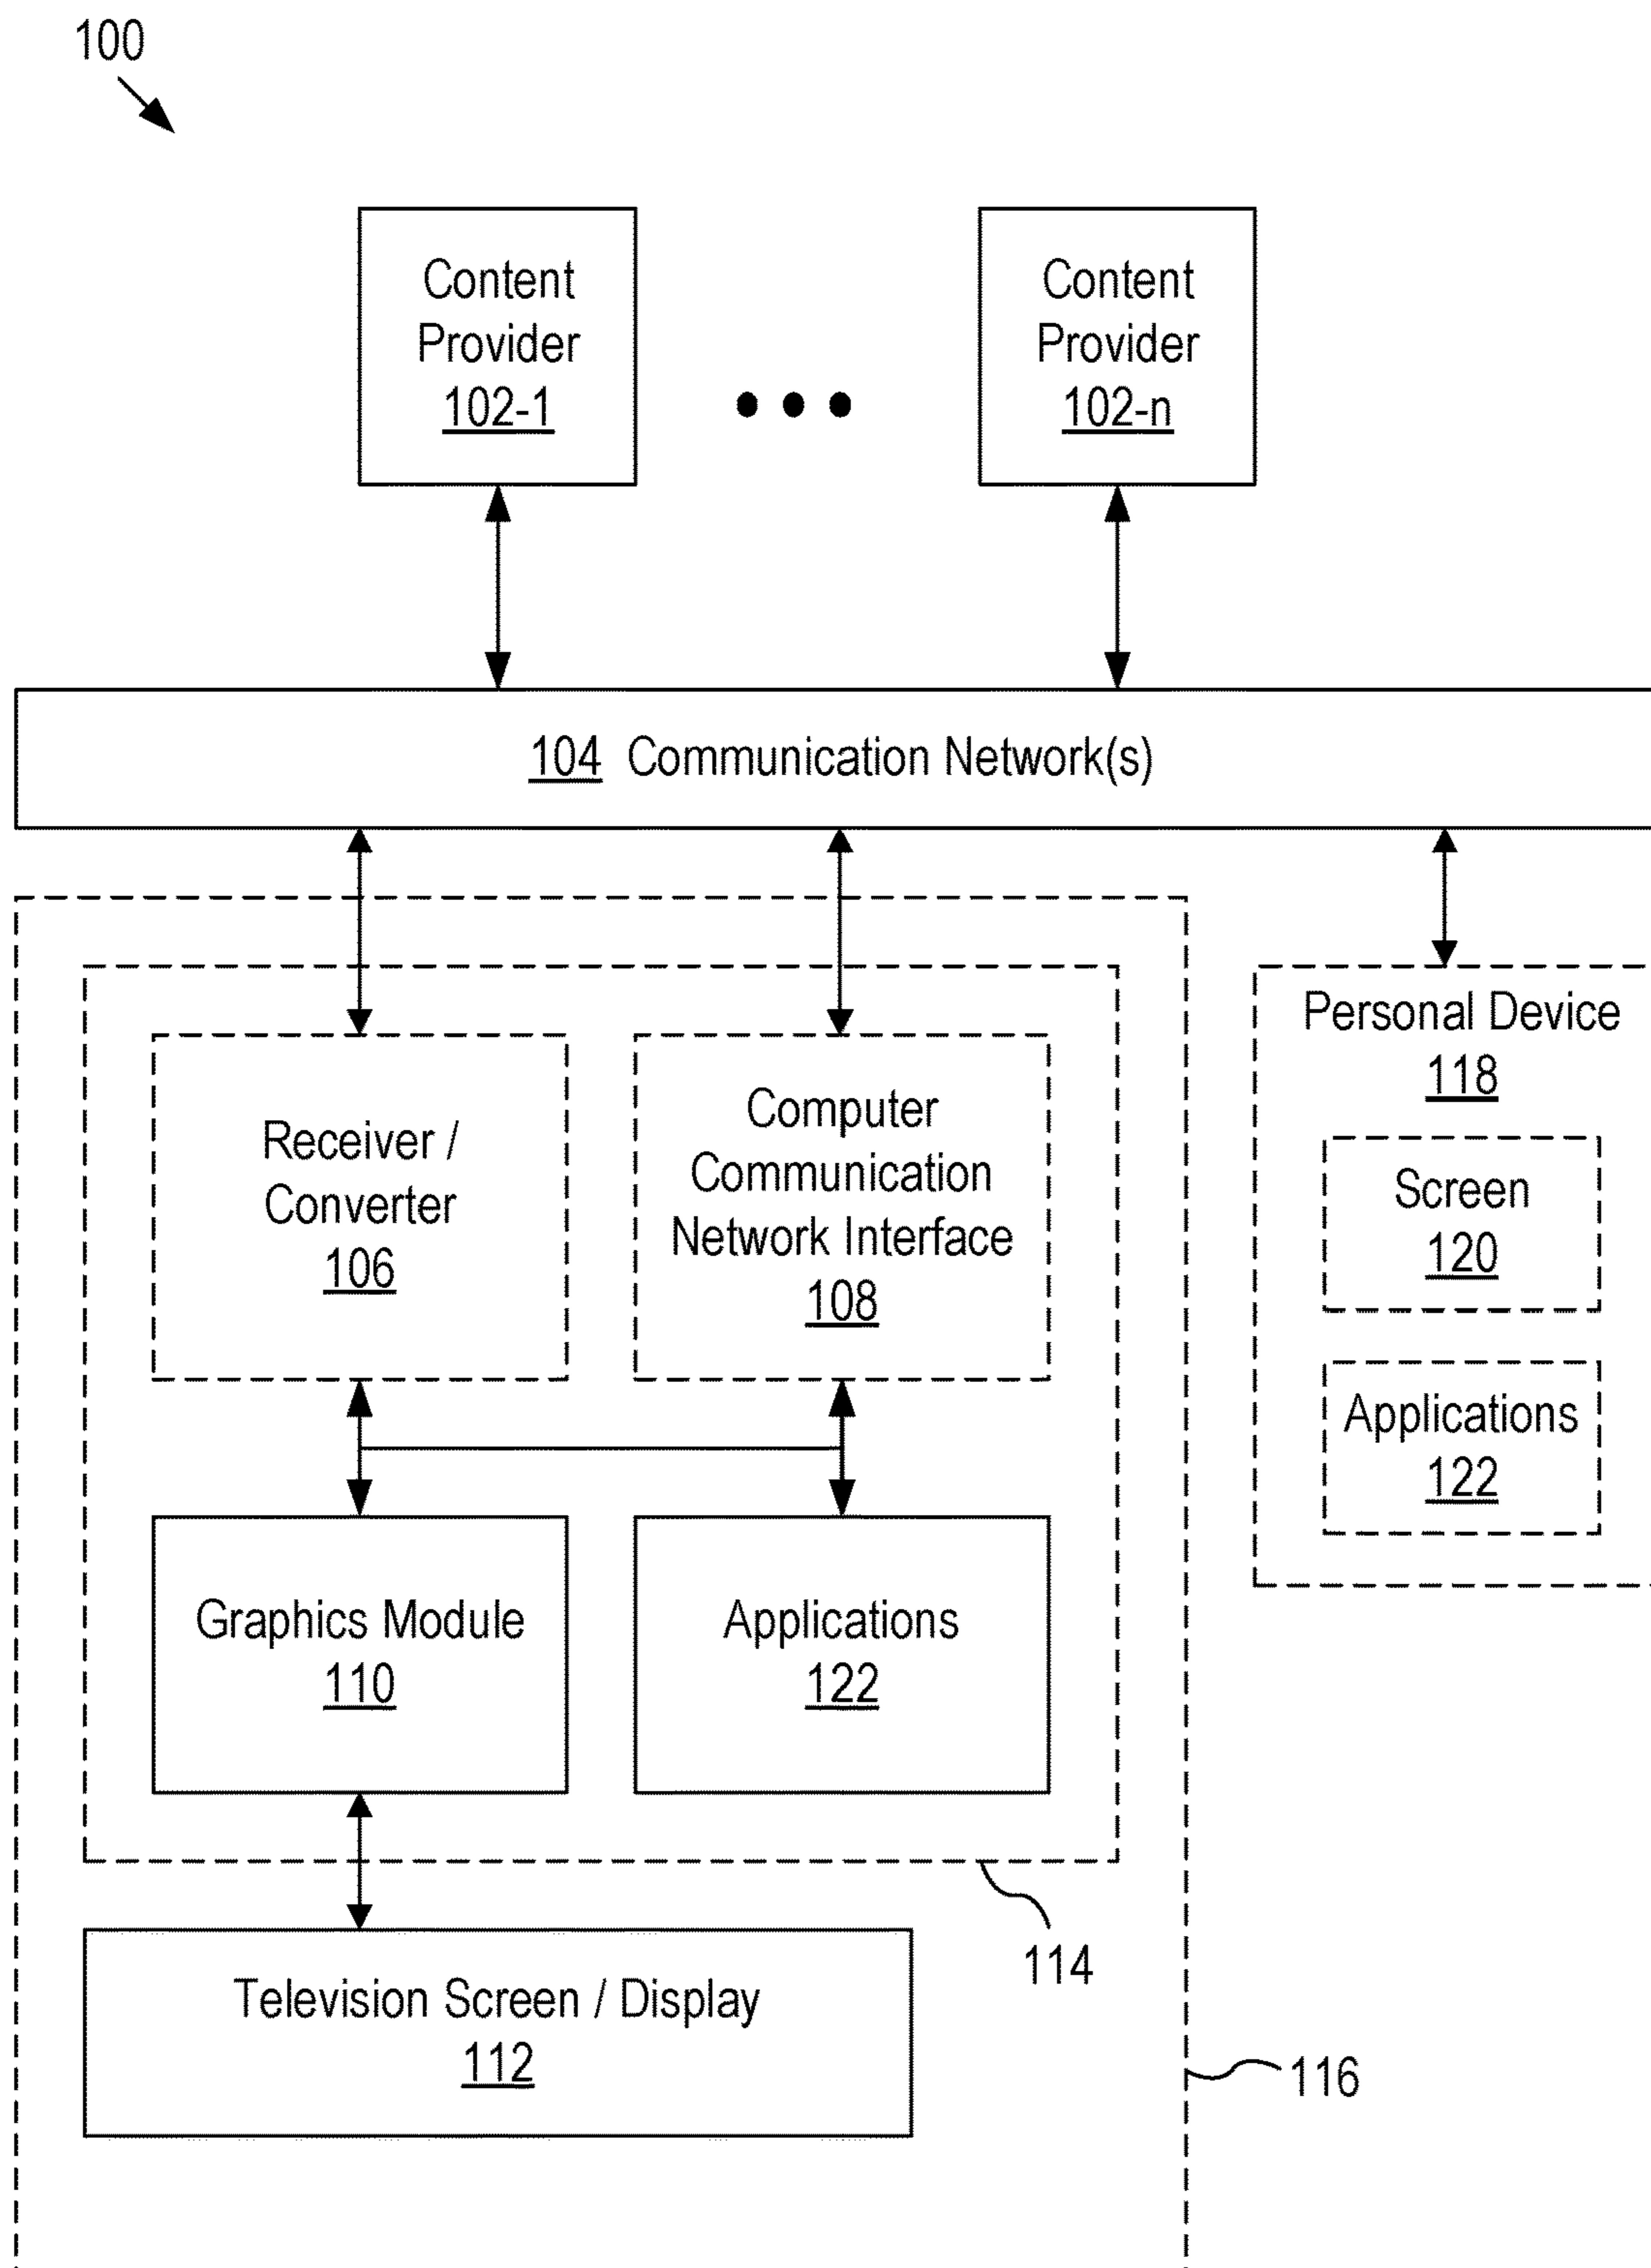 100
Content
Provider
102-1
Content
Provider
102-n
104 Communication Network(s)
Receiver /
Converter
106
Computer
Communication
Network Interface
108
Personal Device
118
Screen
120
Applications
122
Graphics Module
110
Applications
122
114
Television Screen / Display
112
116